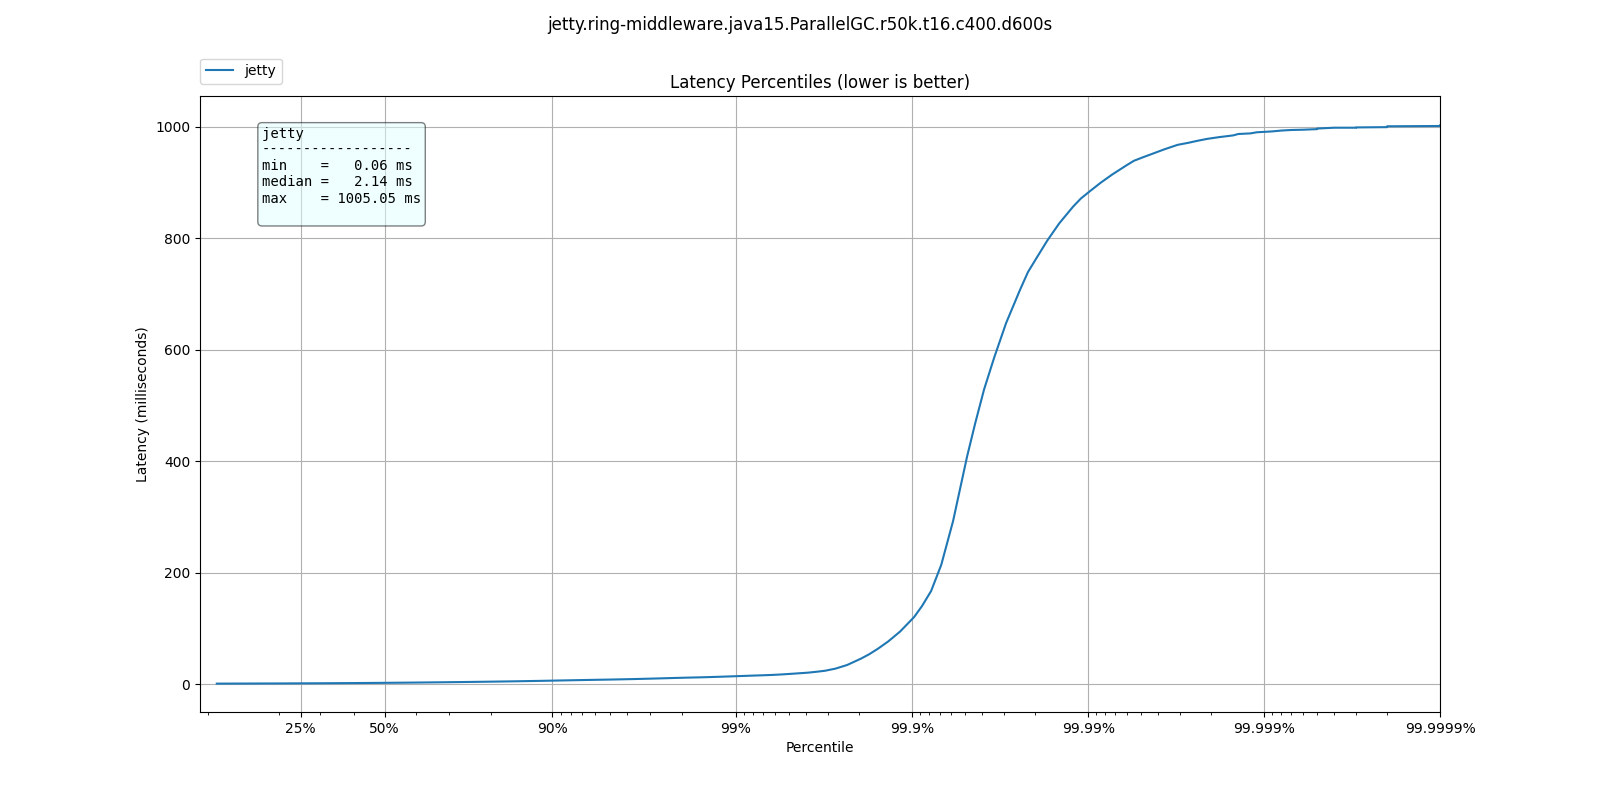 jetty.ring-middleware.java15.ParallelGC.r50k.t16.c400.d600s
jetty
Latency Percentiles (lower is better)
jetty
------------------
min    =   0.06 ms
median =   2.14 ms
max    = 1005.05 ms
1000
800
600
400
200
0
Latency (milliseconds)
25% 50% 90% 99% 99.9% 99.99% 99.999% 99.9999%
Percentile